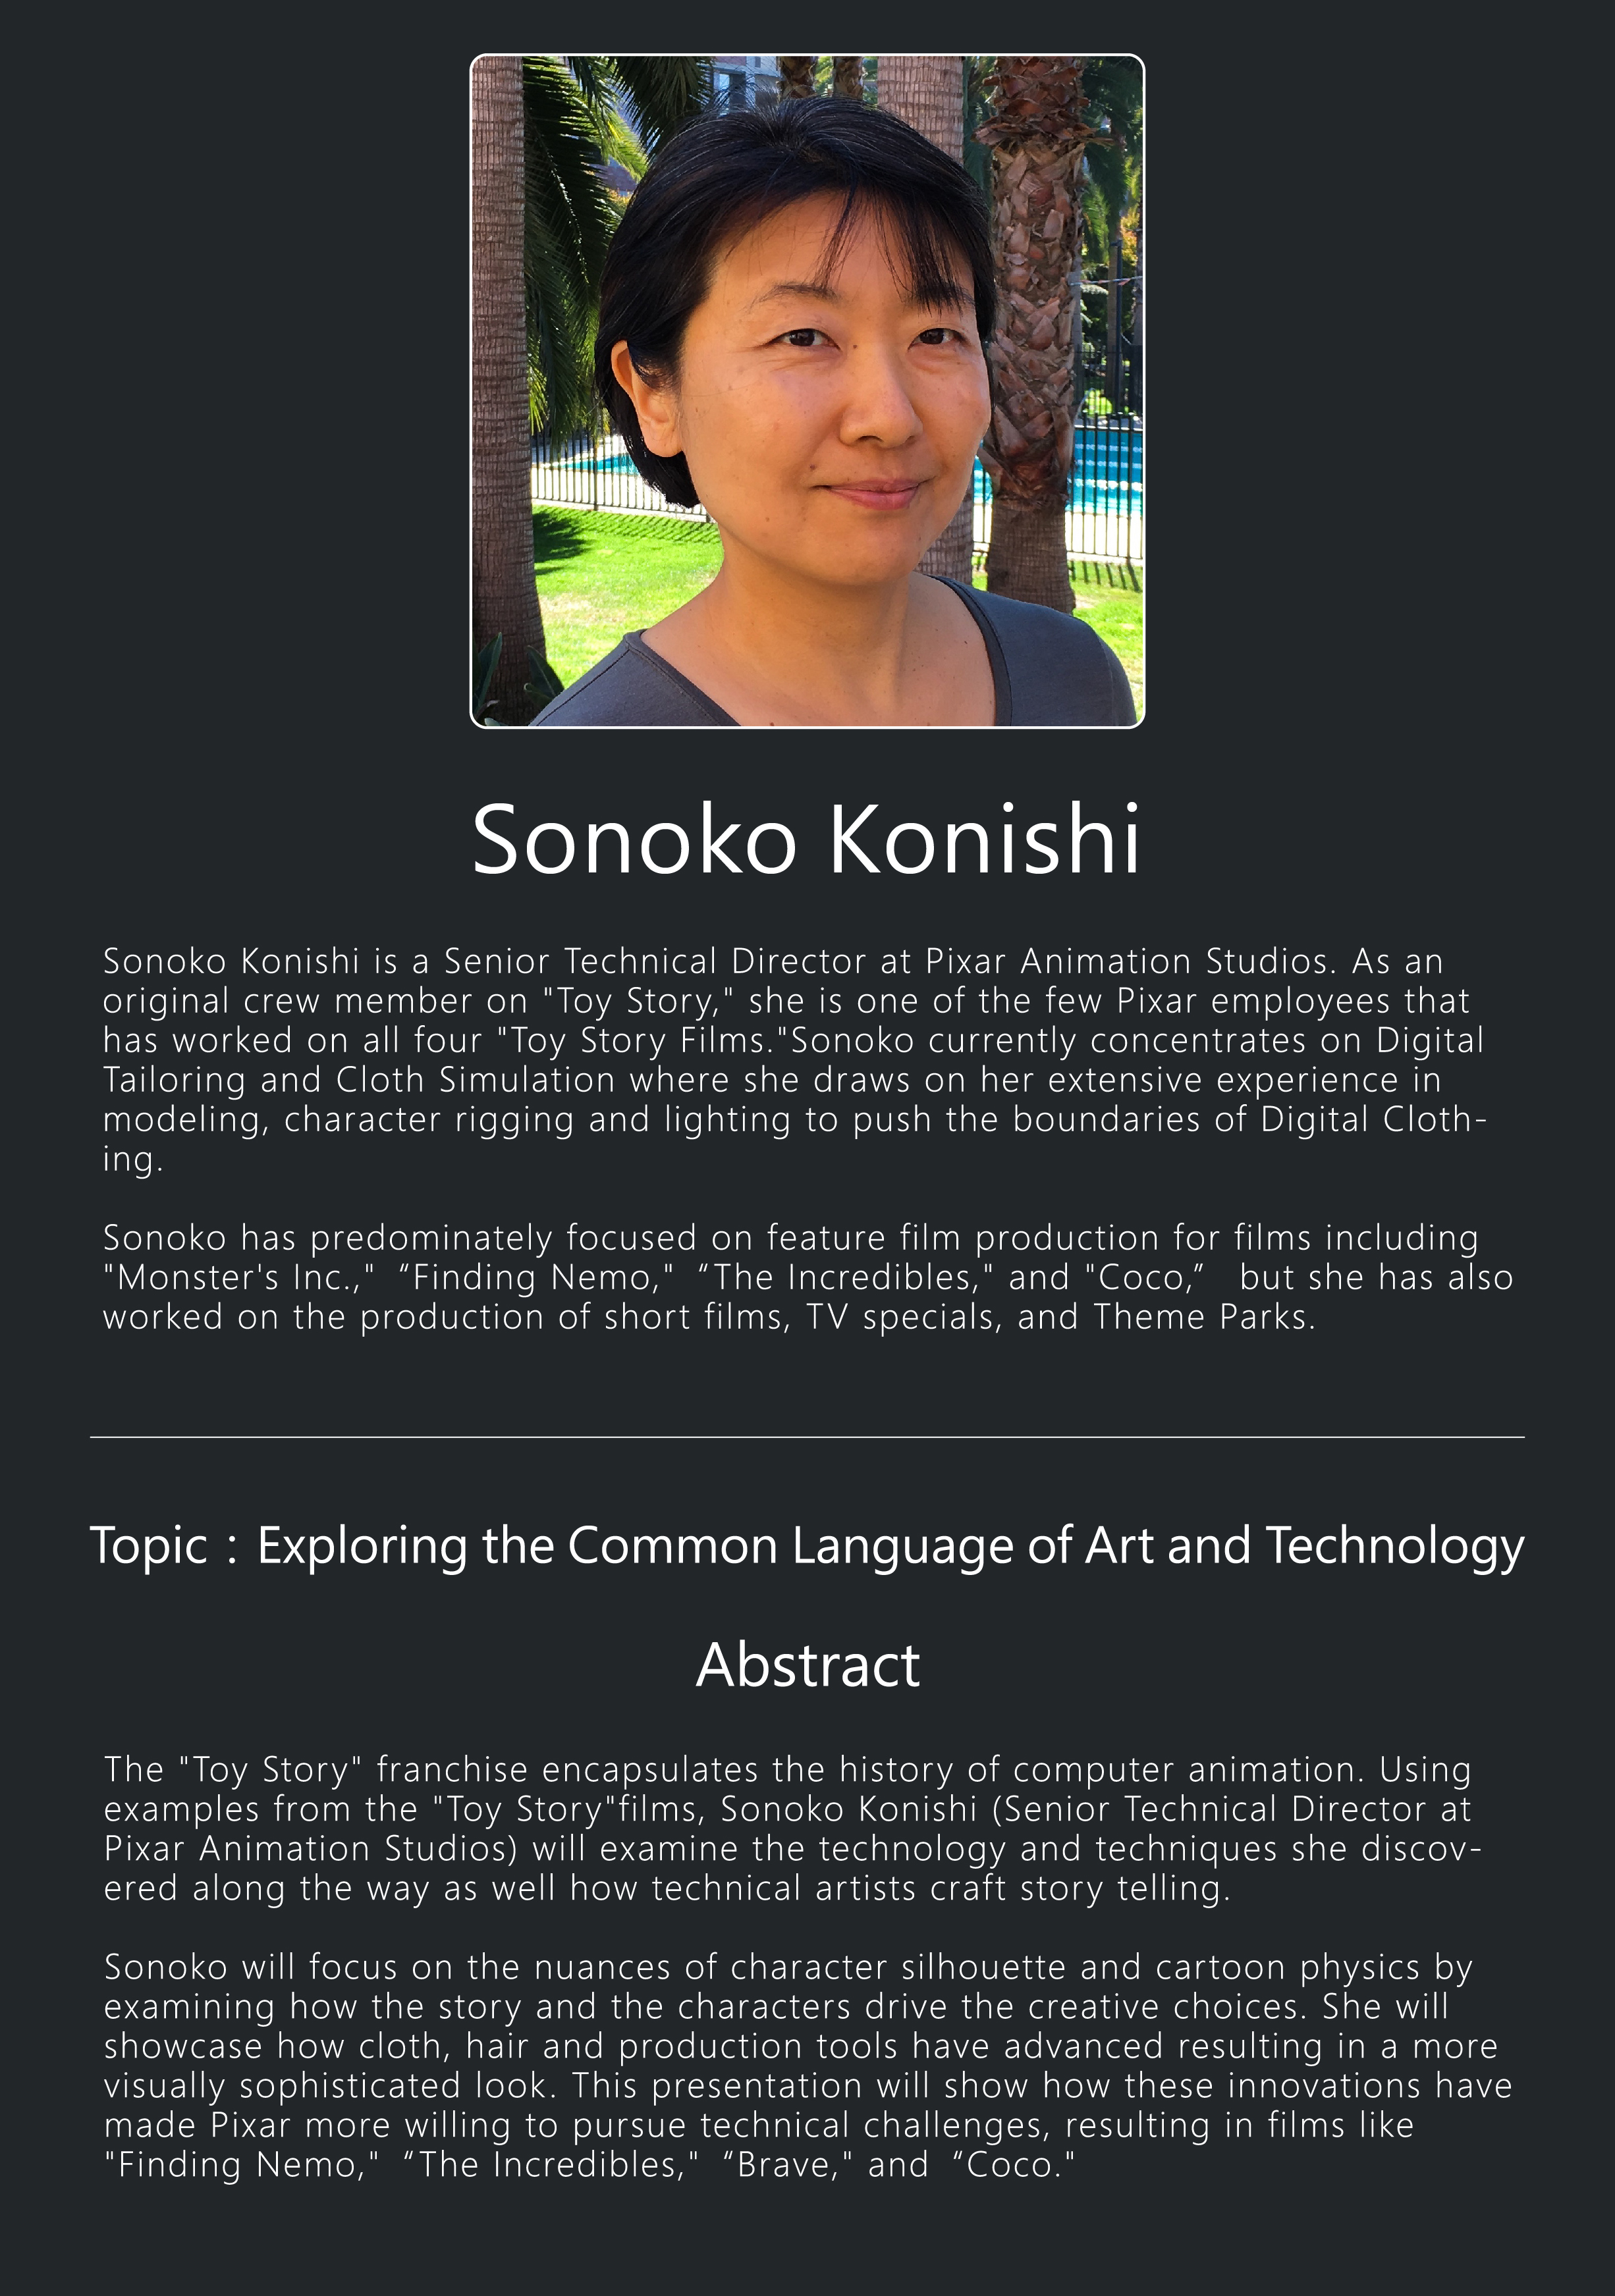 Sonoko Konishi
Sonoko Konishi is a Senior Technical Director at Pixar Animation Studios. As an
original crew member on "Toy Story," she is one of the few Pixar employees that
has worked on all four "Toy Story Films."Sonoko currently concentrates on Digital
Tailoring and Cloth Simulation where she draws on her extensive experience in
modeling, character rigging and lighting to push the boundaries of Digital Cloth-
ing.
Sonoko has predominately focused on feature film production for films including
"Monster's Inc.," “Finding Nemo," “The Incredibles," and "Coco,” but she has also
worked on the production of short films, TV specials, and Theme Parks.
Topic：Exploring the Common Language of Art and Technology
Abstract
The "Toy Story" franchise encapsulates the history of computer animation. Using
examples from the "Toy Story"films, Sonoko Konishi (Senior Technical Director at
Pixar Animation Studios) will examine the technology and techniques she discov-
ered along the way as well how technical artists craft story telling.
Sonoko will focus on the nuances of character silhouette and cartoon physics by
examining how the story and the characters drive the creative choices. She will
showcase how cloth, hair and production tools have advanced resulting in a more
visually sophisticated look. This presentation will show how these innovations have
made Pixar more willing to pursue technical challenges, resulting in films like
"Finding Nemo," “The Incredibles," “Brave," and “Coco."